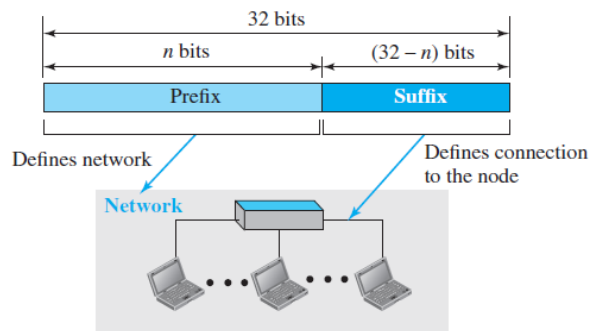 32 bits
n bits
(32 – n) bits
Prefix
Suffix
Defines network
Defines connection
to the node
Network